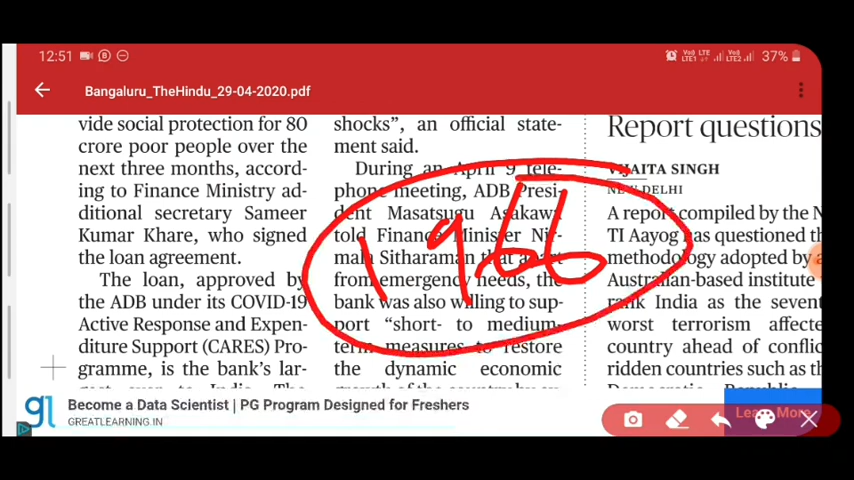 12:51 37%
Bangaluru_TheHindu_29-04-2020.pdf
vide social protection for 80
crore poor people over the
next three months, accord-
ing to Finance Ministry ad-
ditional secretary Sameer
Kumar Khare, who signed
the loan agreement.
The loan, approved by
the ADB under its COVID-19
Active Response and Expen-
diture Support (CARES) Pro-
gramme, is the bank's lar-
shocks”, an official state-
ment said.
During an April 9 tele-
phone meeting, ADB Presi-
dent Masatsugu Asakawa
told Finance Minister Nir-
mala Sitharaman that apart
from emergency needs, the
bank was also willing to sup-
port “short- to medium-
term measures to restore
the dynamic economic
1966
Report questions
VIJAITA SINGH
NEW DELHI
A report compiled by the N
TI Aayog has questioned th
methodology adopted by a
Australian-based institute
rank India as the sevent
worst terrorism affecte
country ahead of conflic
ridden countries such as th
Democratic Republic
Become a Data Scientist | PG Program Designed for Freshers
GREATLEARNING.IN
Learn More